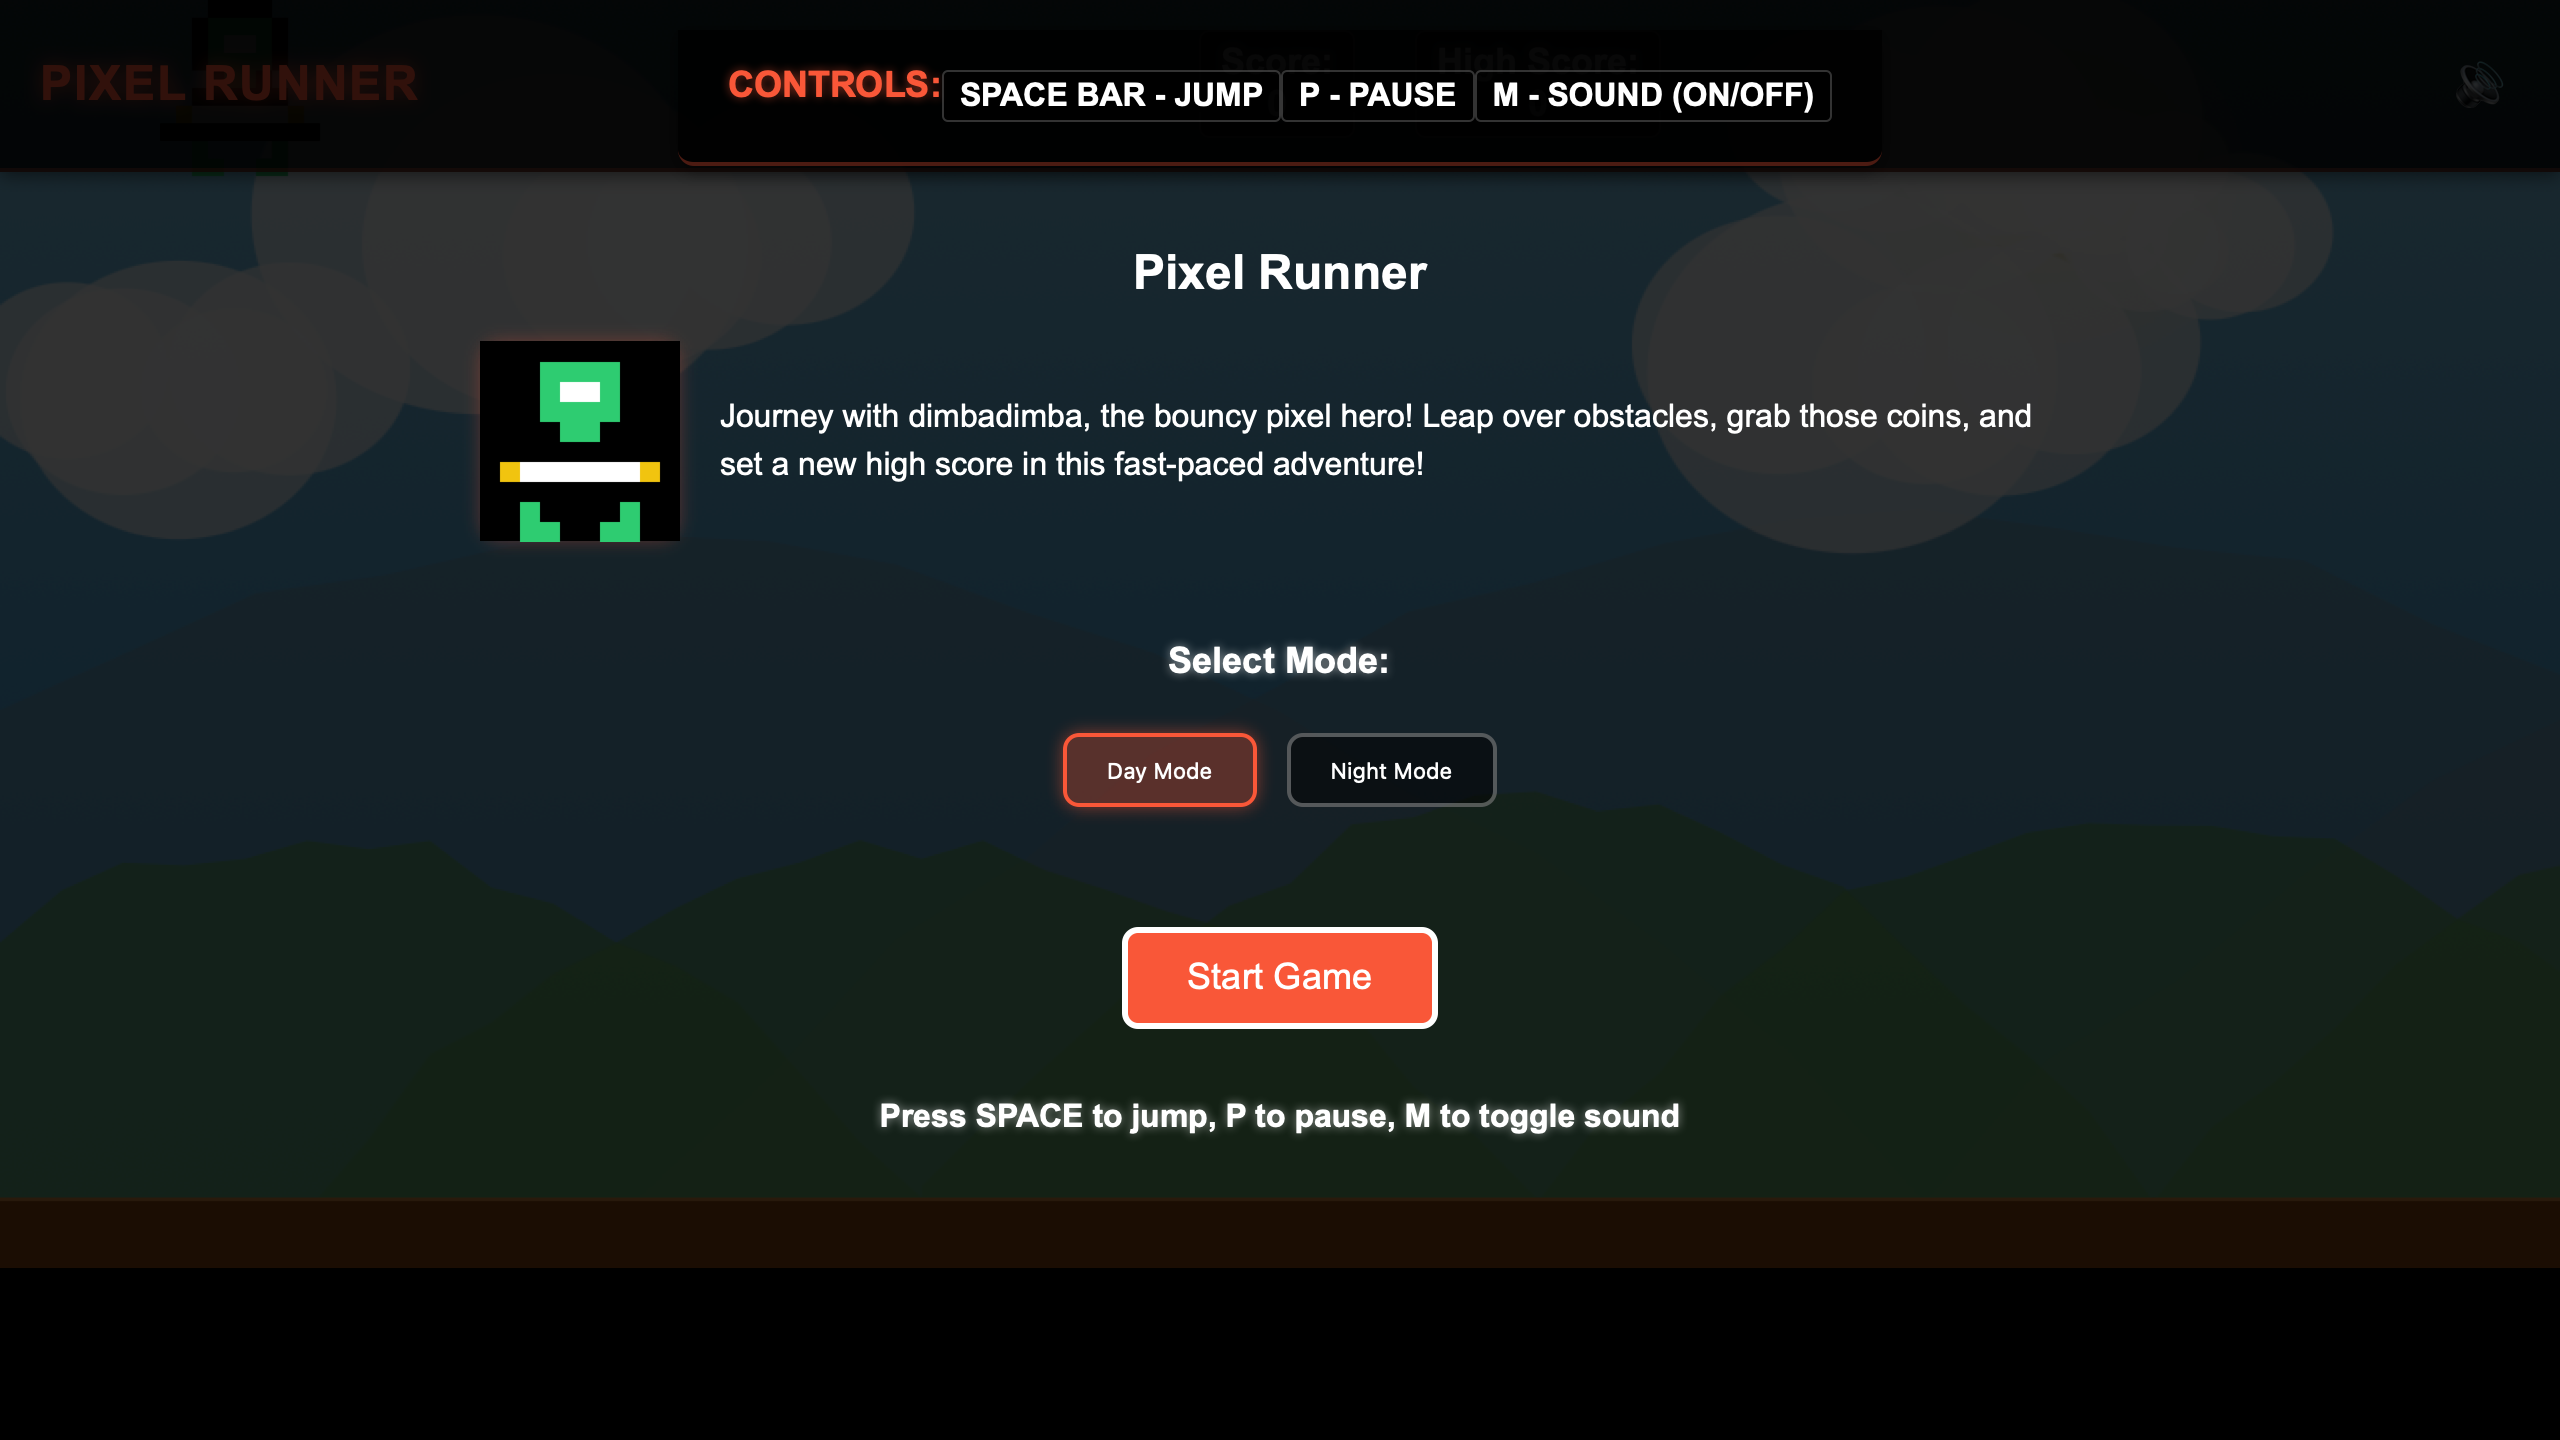 PIXEL RUNNER
Score:
High Score:
CONTROLS:
SPACE BAR - JUMP
P - PAUSE
M - SOUND (ON/OFF)
Pixel Runner
Journey with dimbadimba, the bouncy pixel hero! Leap over obstacles, grab those coins, and
set a new high score in this fast-paced adventure!
Select Mode:
Day Mode
Night Mode
Start Game
Press SPACE to jump, P to pause, M to toggle sound